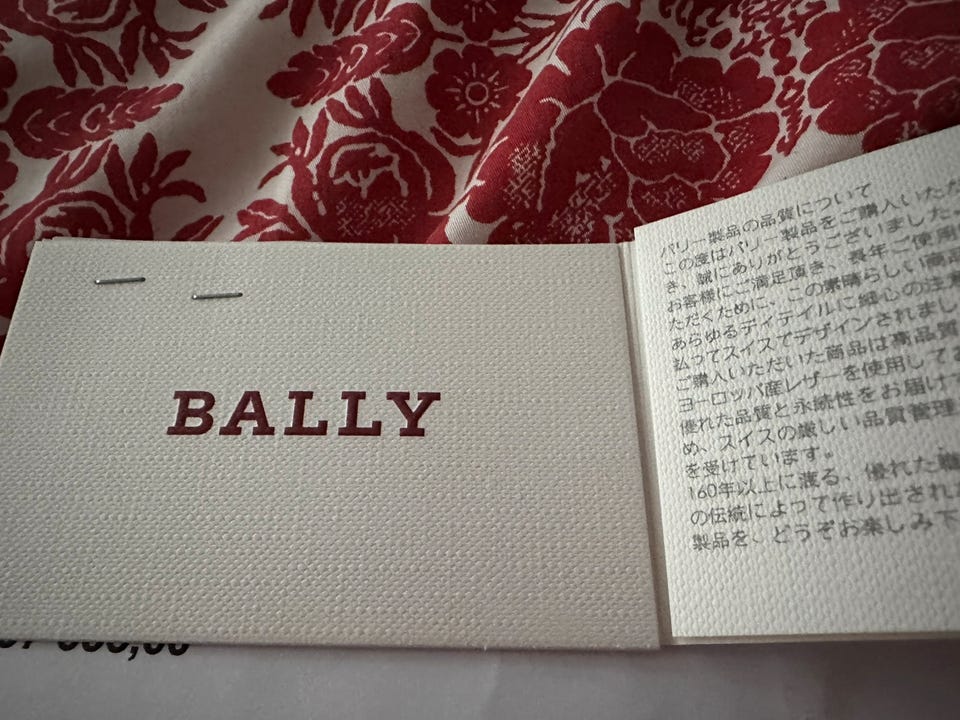 BALLY
バリー製品の品質について
この度はバリー製品をご購入いただ
き、誠にありがとうございました。
お客様にご満足頂き、長年ご使用い
ただくために、この素晴らしい商品
あらゆるディテイルに細心の注意
払ってスイスでデザインされまし
ご購入いただいた商品は高品質
ヨーロッパ産レザーを使用してお
優れた品質と永続性をお届けす
め、スイスの厳しい品質管理
を受けています。
160年以上に渡る、優れた職
の伝統によって作り出された
製品を、どうぞお楽しみ下